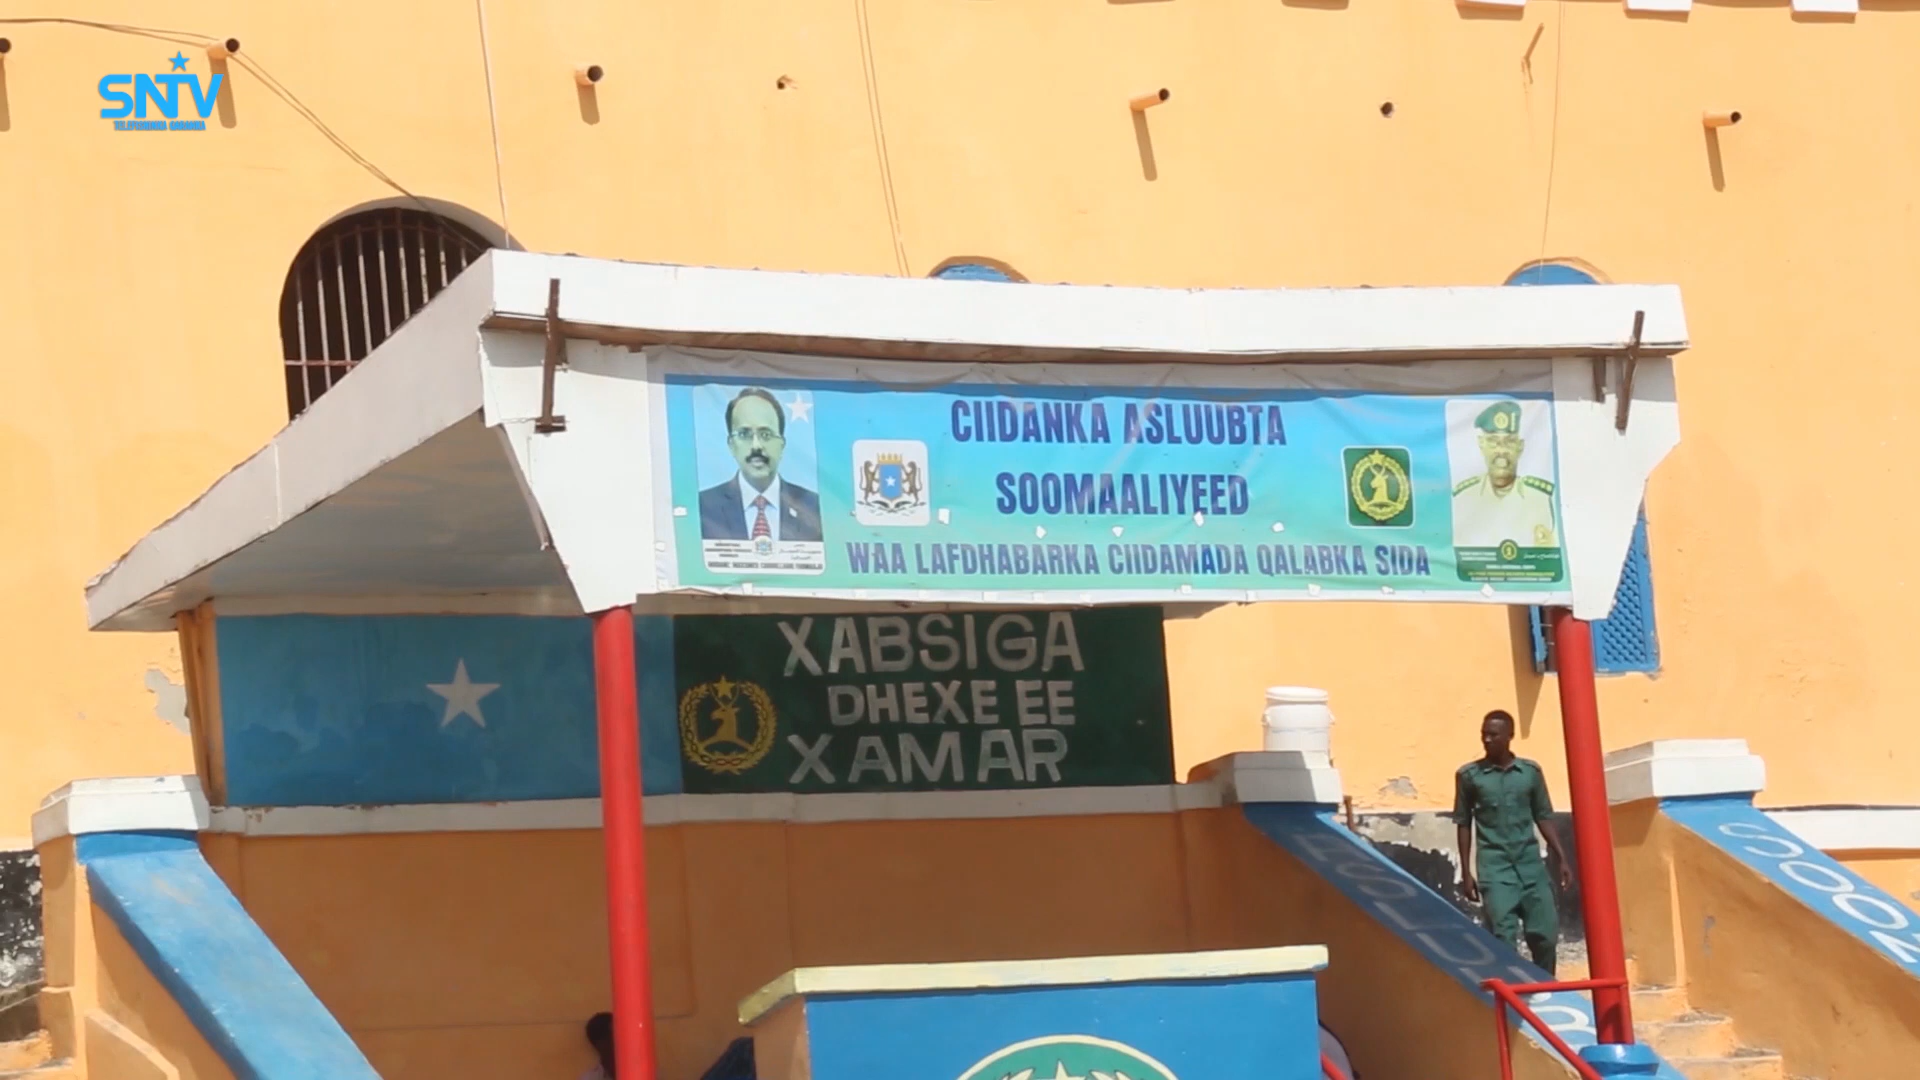 SNTV
CIIDANKA ASLUUBTA
SOOMAALIYEED
WAA LAFDHABARKA CIIDAMADA QALABKA SIDA
XABSIGA
DHEXE EE
XAMAR